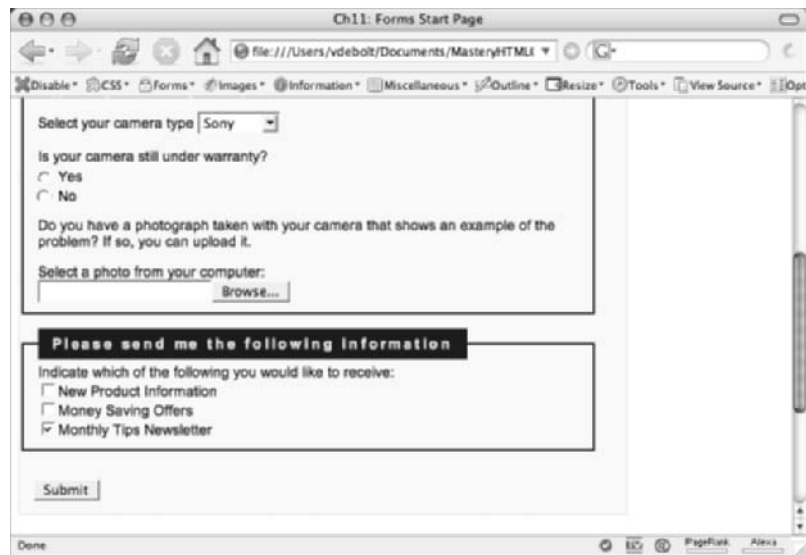 Ch11: Forms Start Page
file:///Users/vdebolt/Documents/MasteryHTML
G
Disable CSS Forms Images Information Miscellaneous Outline Resize Tools View Source Opt
Select your camera type Sony
Is your camera still under warranty?
Yes
No
Do you have a photograph taken with your camera that shows an example of the
problem? If so, you can upload it.
Select a photo from your computer:
Browse...
Please send me the following information
Indicate which of the following you would like to receive:
New Product Information
Money Saving Offers
Monthly Tips Newsletter
Submit
Done PageRank Alexa